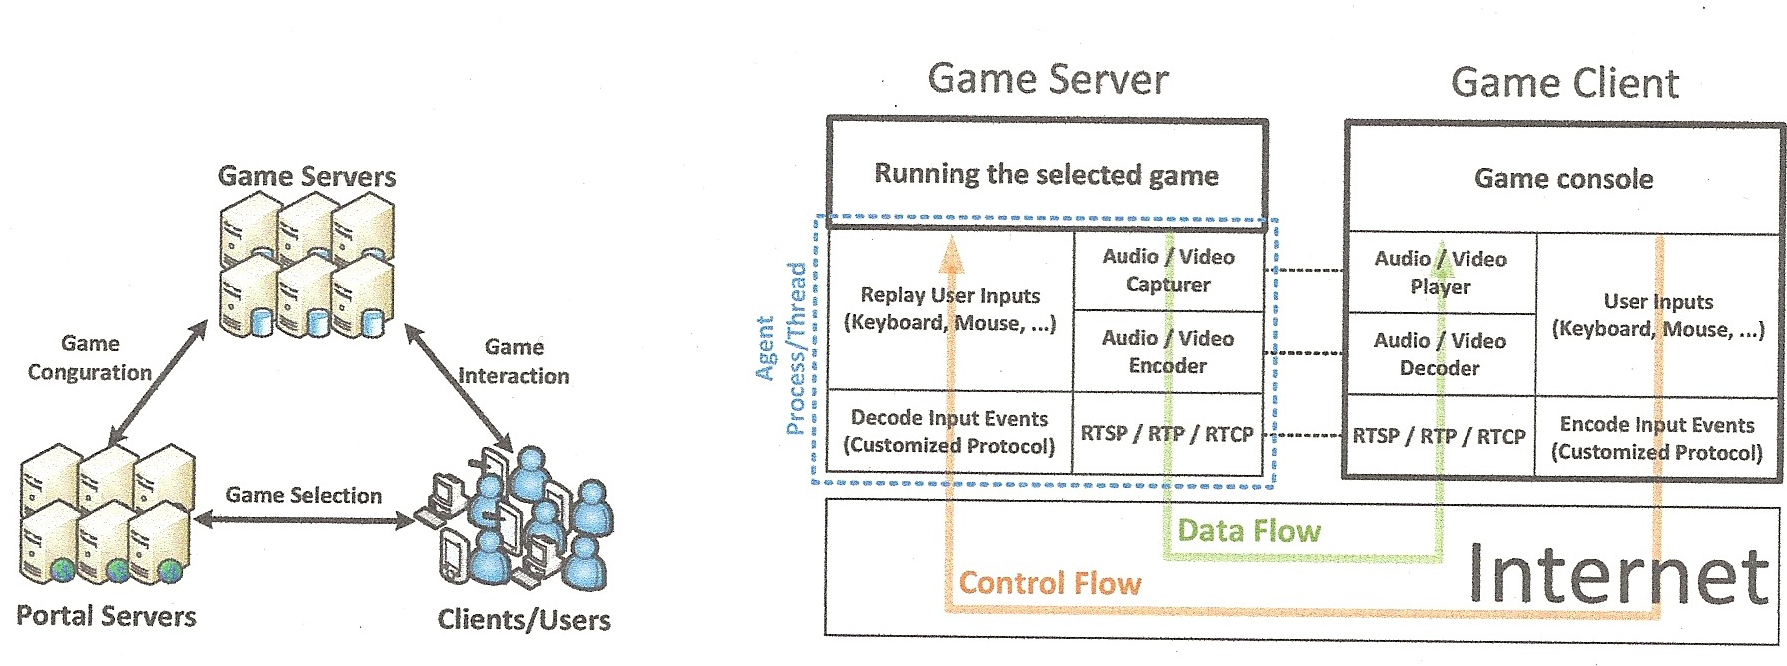 Game Servers
Game
Conguration
Game
Interaction
Game Selection
Portal Servers
Clients/Users
Game Server
Game Client
Running the selected game
Game console
Agent
Process/Thread
Replay User Inputs
(Keyboard, Mouse, ...)
Audio / Video
Capturer
Audio / Video
Encoder
Decode Input Events
(Customized Protocol)
RTSP / RTP / RTCP
Audio / Video
Player
Audio / Video
Decoder
RTSP / RTP / RTCP
User Inputs
(Keyboard, Mouse, ...)
Encode Input Events
(Customized Protocol)
Data Flow
Control Flow
Internet